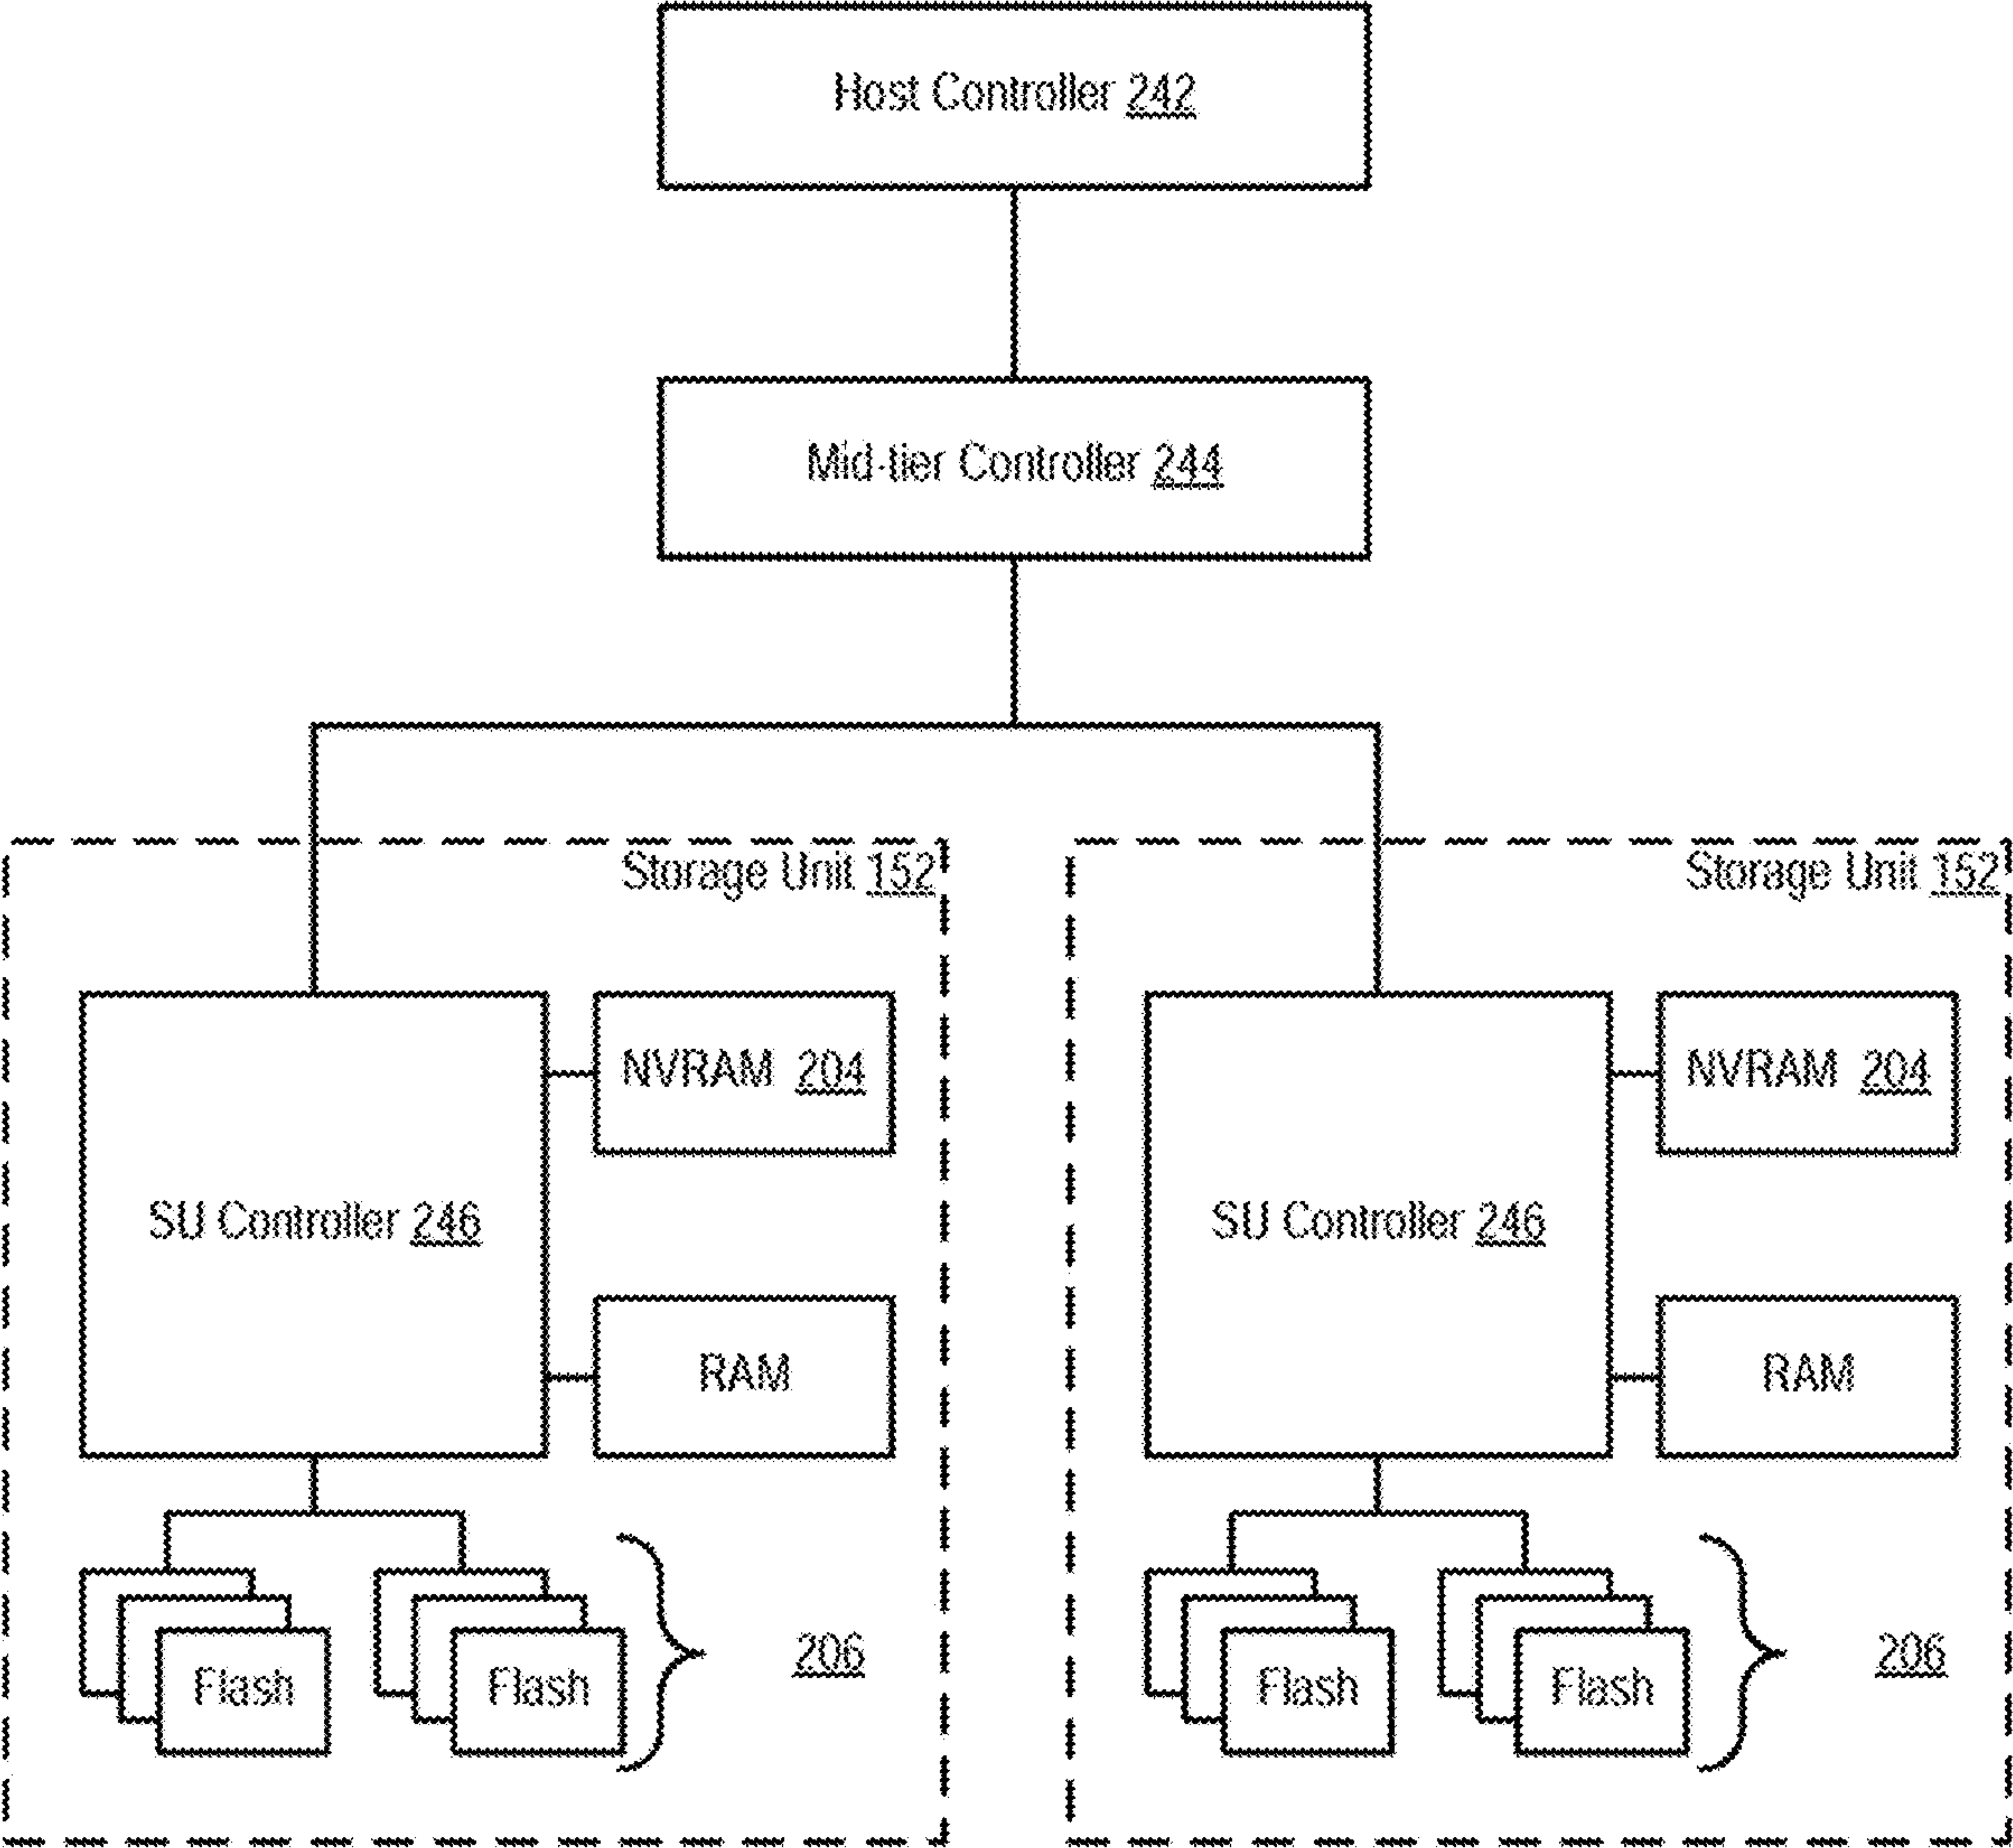 Host Controller 242
Mid-tier Controller 244
Storage Unit 152
NVRAM 204
SU Controller 246
RAM
Flash
Flash
206
Storage Unit 152
NVRAM 204
SU Controller 246
RAM
Flash
Flash
206